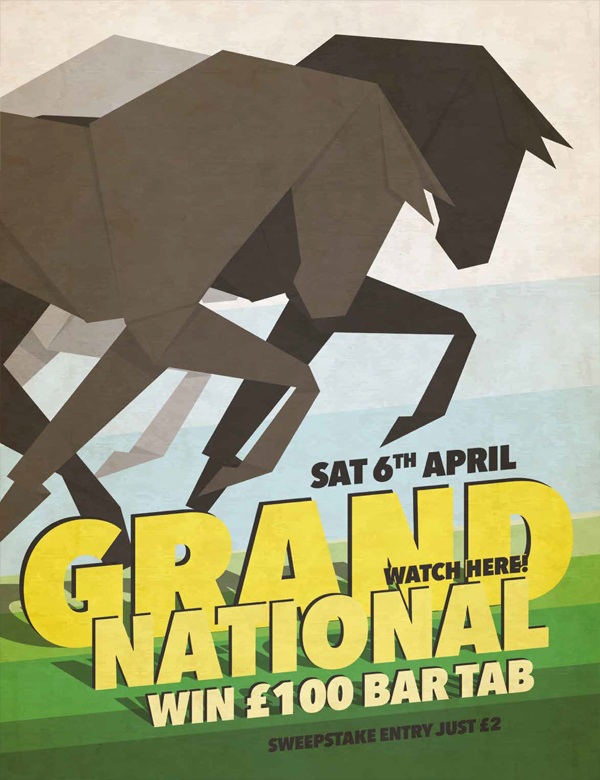 SAT 6TH APRIL
GRAND
WATCH HERE!
NATIONAL
WIN £100 BAR TAB
SWEEPSTAKE ENTRY JUST £2